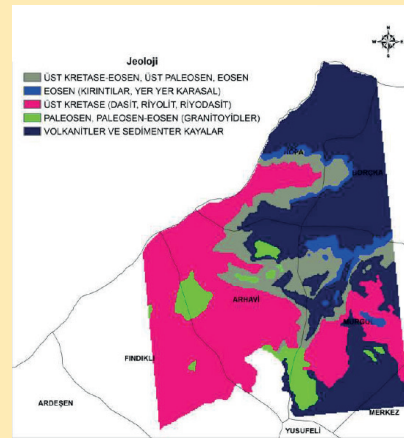 Jeoloji
ÜST KRETASE-EOSEN, ÜST PALEOSEN, EOSEN
EOSEN (KIRINTILAR, YER YER KARASAL)
ÜST KRETASE (DASİT, RİYOLİT, RİYODASİT)
PALEOSEN, PALEOSEN-EOSEN (GRANİTOYİDLER)
VOLKANİTLER VE SEDİMENTER KAYALAR
N
W E
S
HOPA
BORÇKA
ARHAVİ
MURGUL
FINDIKLI
ARDEŞEN
MERKEZ
YUSUFELİ